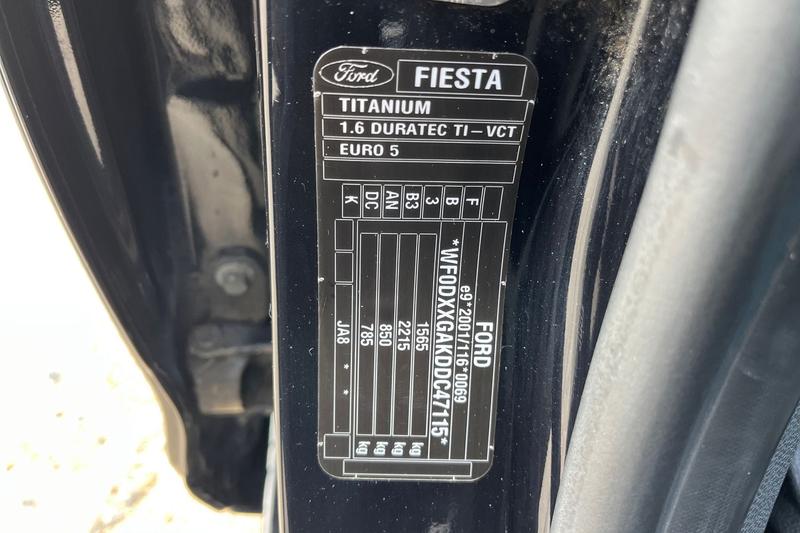 Ford FIESTA
TITANIUM
1.6 DURATEC TI-VCT
EURO 5
K DC AN B3 3 B F
FORD
e9*2001/116*0069
*WF0DXXGAKDDC47115*
1565 kg
2215 kg
850 kg
785 kg
JA8 * *